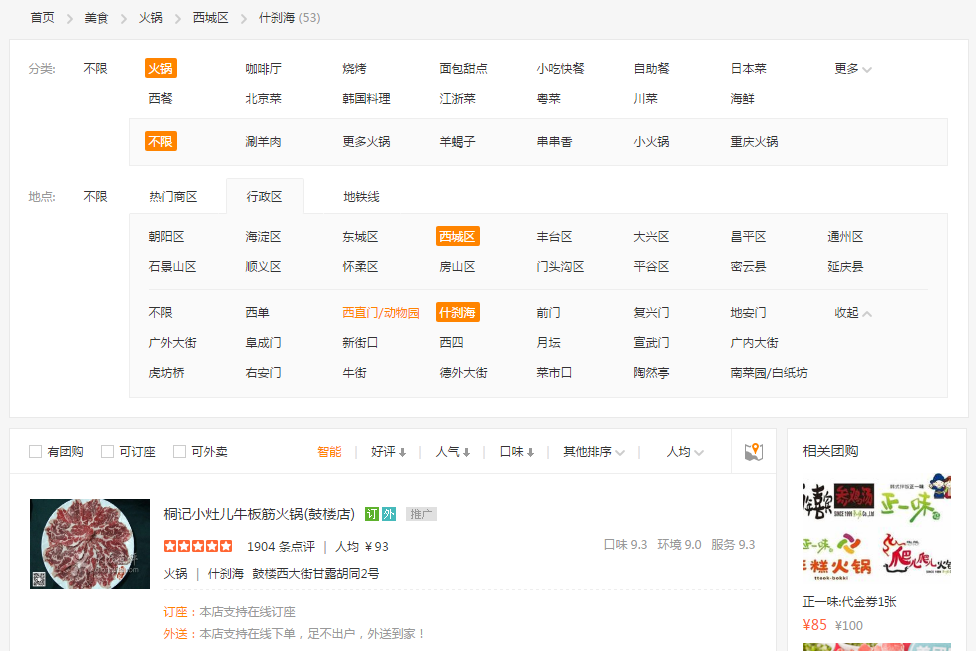 首页 美食 火锅 西城区 什刹海 (53)
分类: 不限 火锅 咖啡厅 烧烤 面包甜点 小吃快餐 自助餐 日本菜 更多
西餐 北京菜 韩国料理 江浙菜 粤菜 川菜 海鲜
不限 涮羊肉 更多火锅 羊蝎子 串串香 小火锅 重庆火锅
地点: 不限 热门商区 行政区 地铁线
朝阳区 海淀区 东城区 西城区 丰台区 大兴区 昌平区 通州区
石景山区 顺义区 怀柔区 房山区 门头沟区 平谷区 密云县 延庆县
不限 西单 西直门/动物园 什刹海 前门 复兴门 地安门 收起
广外大街 阜成门 新街口 西四 月坛 宣武门 广内大街
虎坊桥 右安门 牛街 德外大街 菜市口 陶然亭 南菜园/白纸坊
有团购 可订座 可外卖 智能 | 好评 | 人气 | 口味 | 其他排序 | 人均
桐记小灶儿牛板筋火锅(鼓楼店) 订 外 推广
1904 条点评 | 人均 ¥93
口味 9.3 环境 9.0 服务 9.3
火锅 | 什刹海 鼓楼西大街甘露胡同2号
订座：本店支持在线订座
外送：本店支持在线下单，足不出户，外送到家！
相关团购
正一味
爬爬
糕火锅
ttook-bokki
正一味:代金券1张
¥85 ¥100